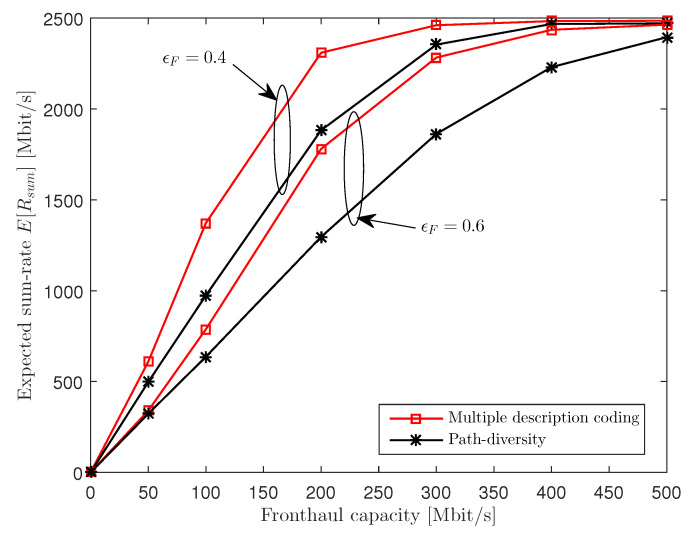 2500
2000
1500
1000
500
0
Expected sum-rate E[R_sum] [Mbit/s]
ϵ_F = 0.4
ϵ_F = 0.6
Multiple description coding
Path-diversity
0 50 100 150 200 250 300 350 400 450 500
Fronthaul capacity [Mbit/s]